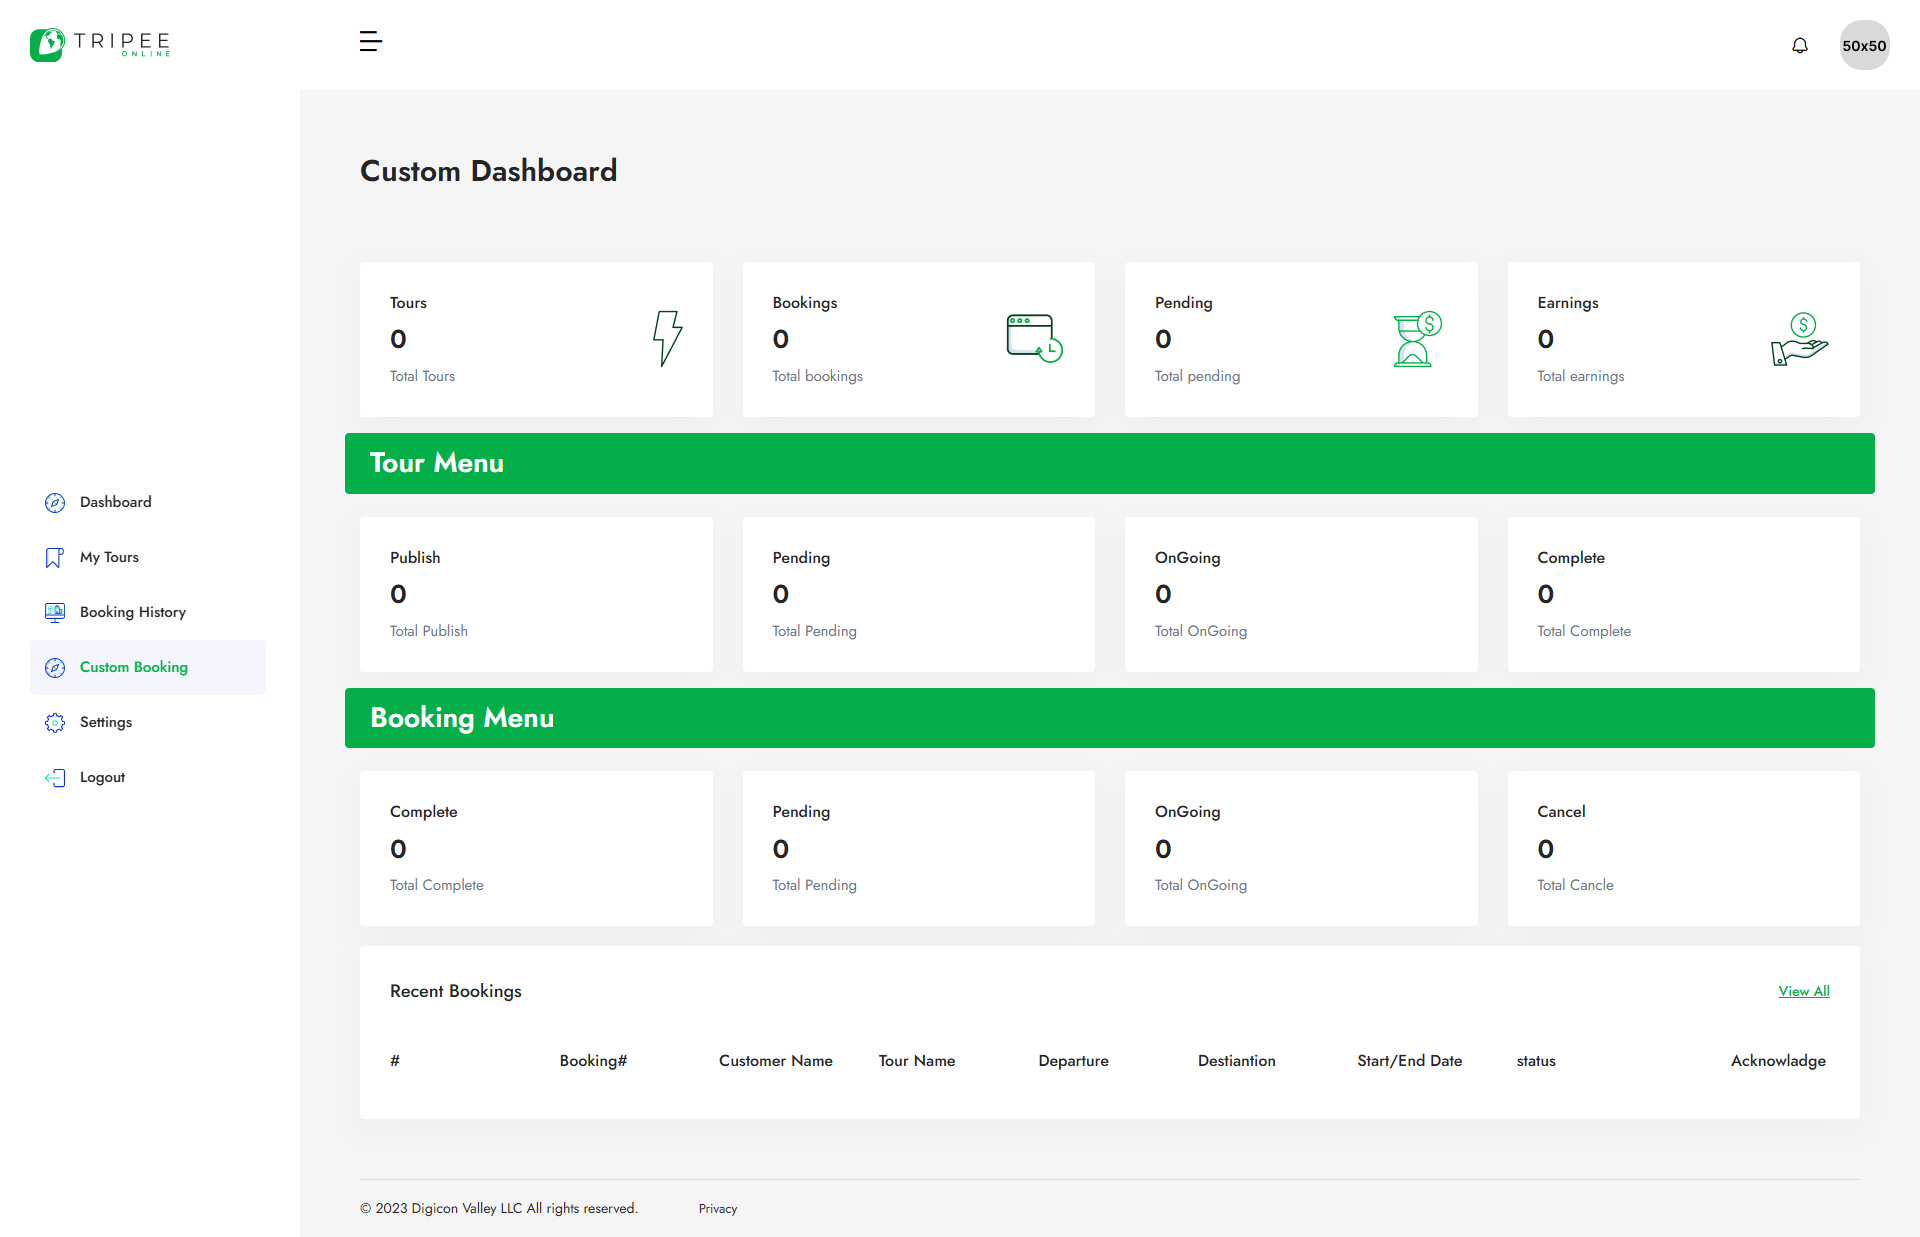 TRIPEE
ONLINE
50x50
Custom Dashboard
Tours
0
Total Tours
Bookings
0
Total bookings
Pending
0
Total pending
Earnings
0
Total earnings
Tour Menu
Dashboard
My Tours
Booking History
Custom Booking
Settings
Logout
Publish
0
Total Publish
Pending
0
Total Pending
OnGoing
0
Total OnGoing
Complete
0
Total Complete
Booking Menu
Complete
0
Total Complete
Pending
0
Total Pending
OnGoing
0
Total OnGoing
Cancel
0
Total Cancle
Recent Bookings
View All
# Booking# Customer Name Tour Name Departure Destiantion Start/End Date status Acknowladge
© 2023 Digicon Valley LLC All rights reserved. Privacy